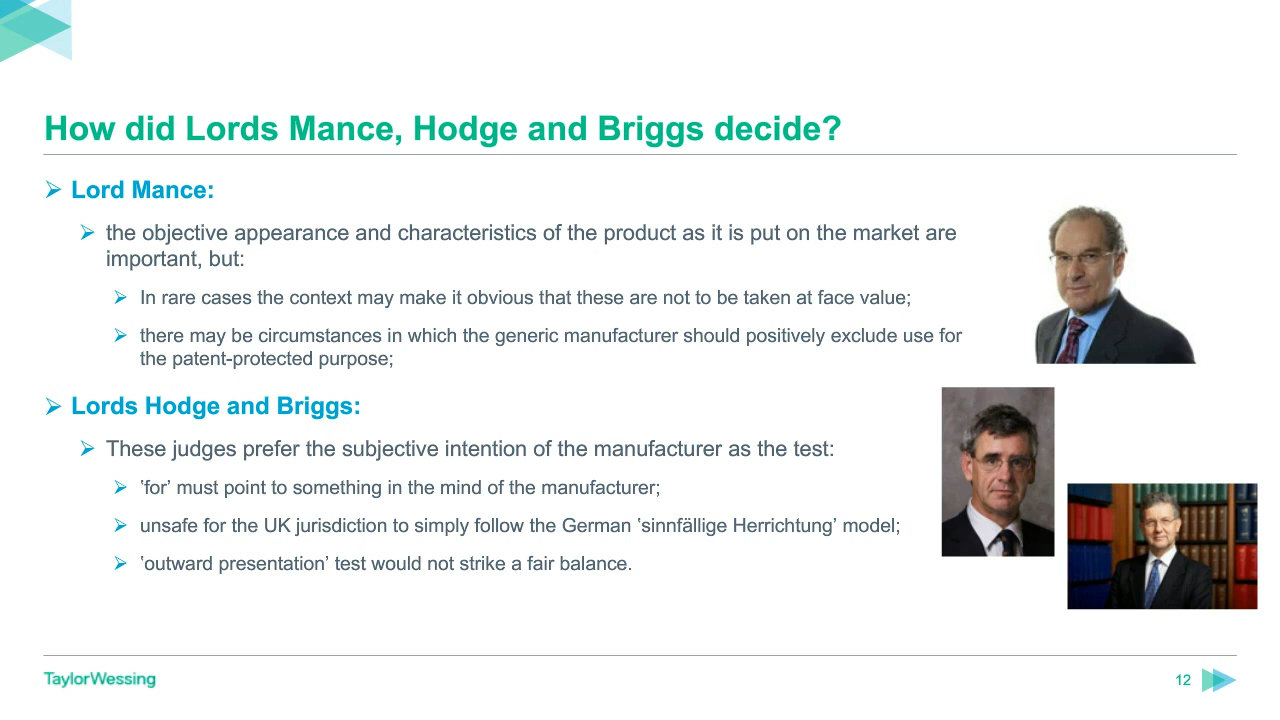 How did Lords Mance, Hodge and Briggs decide?
Lord Mance:
the objective appearance and characteristics of the product as it is put on the market are
important, but:
In rare cases the context may make it obvious that these are not to be taken at face value;
there may be circumstances in which the generic manufacturer should positively exclude use for
the patent-protected purpose;
Lords Hodge and Briggs:
These judges prefer the subjective intention of the manufacturer as the test:
‘for’ must point to something in the mind of the manufacturer;
unsafe for the UK jurisdiction to simply follow the German ‘sinnfällige Herrichtung’ model;
‘outward presentation’ test would not strike a fair balance.
TaylorWessing
12